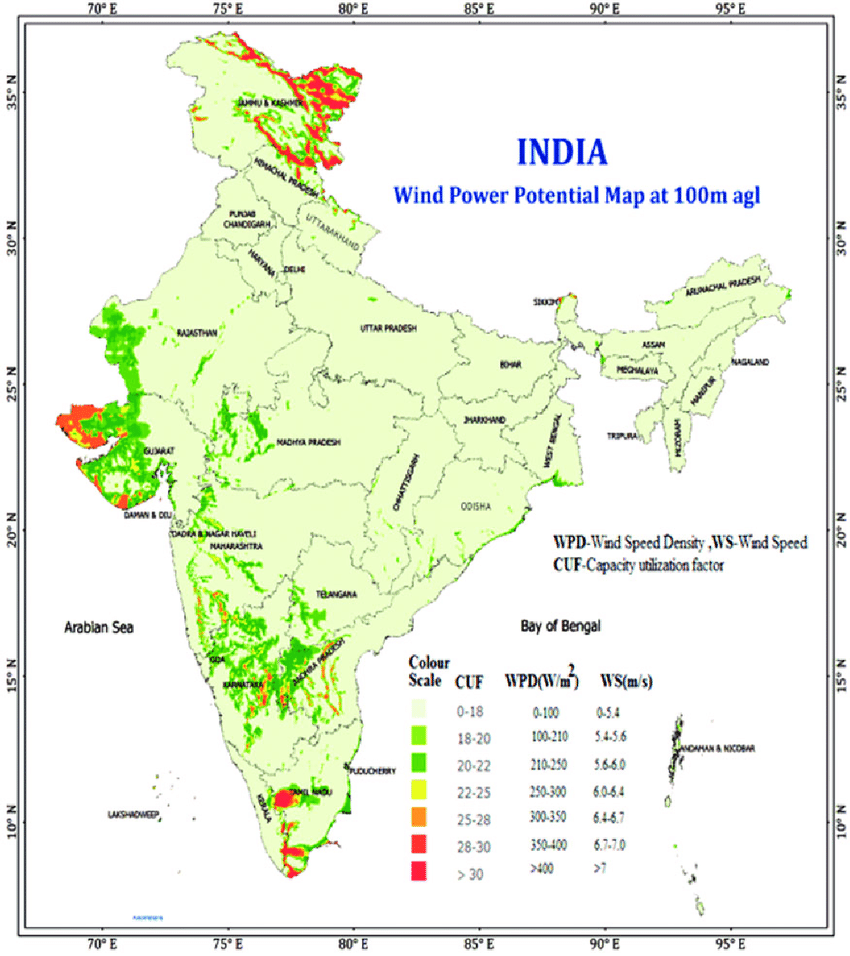 70° E
75° E
80° E
85° E
90° E
95° E
35° N
35° N
JAMMU & KASHMIR
INDIA
HIMACHAL PRADESH
Wind Power Potential Map at 100m agl
PUNJAB
CHANDIGARH
UTTARAKHAND
30° N
30° N
HARYANA
DELHI
ARUNACHAL PRADESH
SIKKIM
RAJASTHAN
UTTAR PRADESH
ASSAM
BIHAR
MEGHALAYA
NAGALAND
25° N
25° N
MANIPUR
JHARKHAND
WEST BENGAL
TRIPURA
MIZORAM
GUJARAT
MADHYA PRADESH
CHHATTISGARH
ODISHA
DAMAN & DIU
20° N
20° N
DADRA & NAGAR HAVELI
MAHARASHTRA
WPD-Wind Speed Density ,WS-Wind Speed
CUF-Capacity utilization factor
TELANGANA
Arabian Sea
Bay of Bengal
GOA
ANDHRA PRADESH
KARNATAKA
15° N
15° N
Colour
Scale CUF WPD(W/m2) WS(m/s)
0-18 0-100 0-5.4
18-20 100-210 5.4-5.6
20-22 210-250 5.6-6.0
22-25 250-300 6.0-6.4
25-28 300-350 6.4-6.7
28-30 350-400 6.7-7.0
> 30 >400 >7
ANDAMAN & NICOBAR
PUDUCHERRY
TAMIL NADU
KERALA
LAKSHADWEEP
10° N
10° N
70° E
75° E
80° E
85° E
90° E
95° E